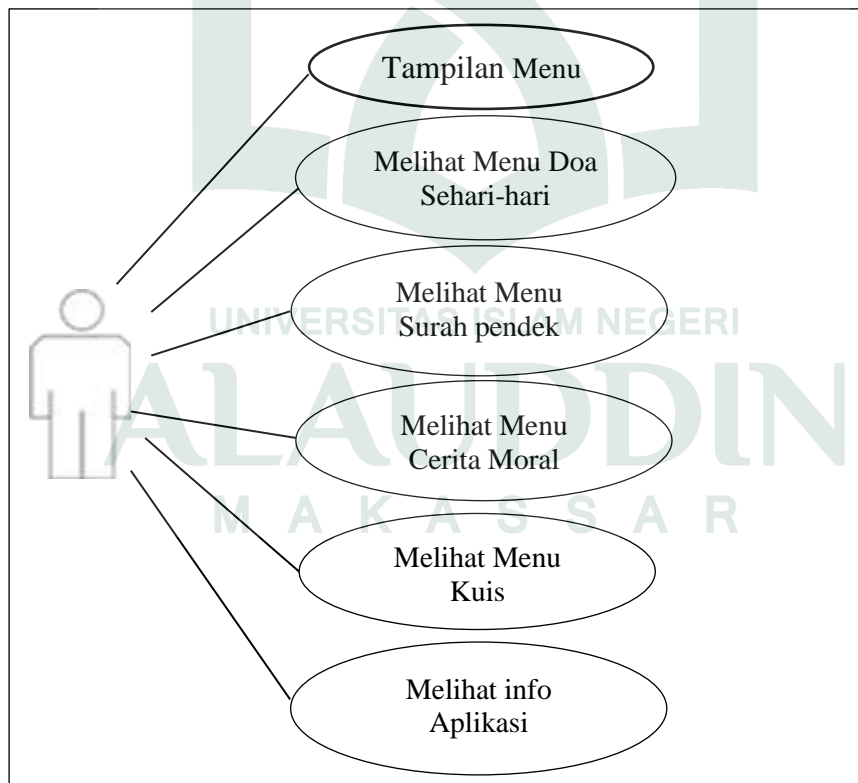 Tampilan Menu
Melihat Menu Doa
Sehari-hari
Melihat Menu
Surah pendek
UNIVERSITAS ISLAM NEGERI
ALAUDDIN
Melihat Menu
Cerita Moral
MAKASSAR
Melihat Menu
Kuis
Melihat info
Aplikasi